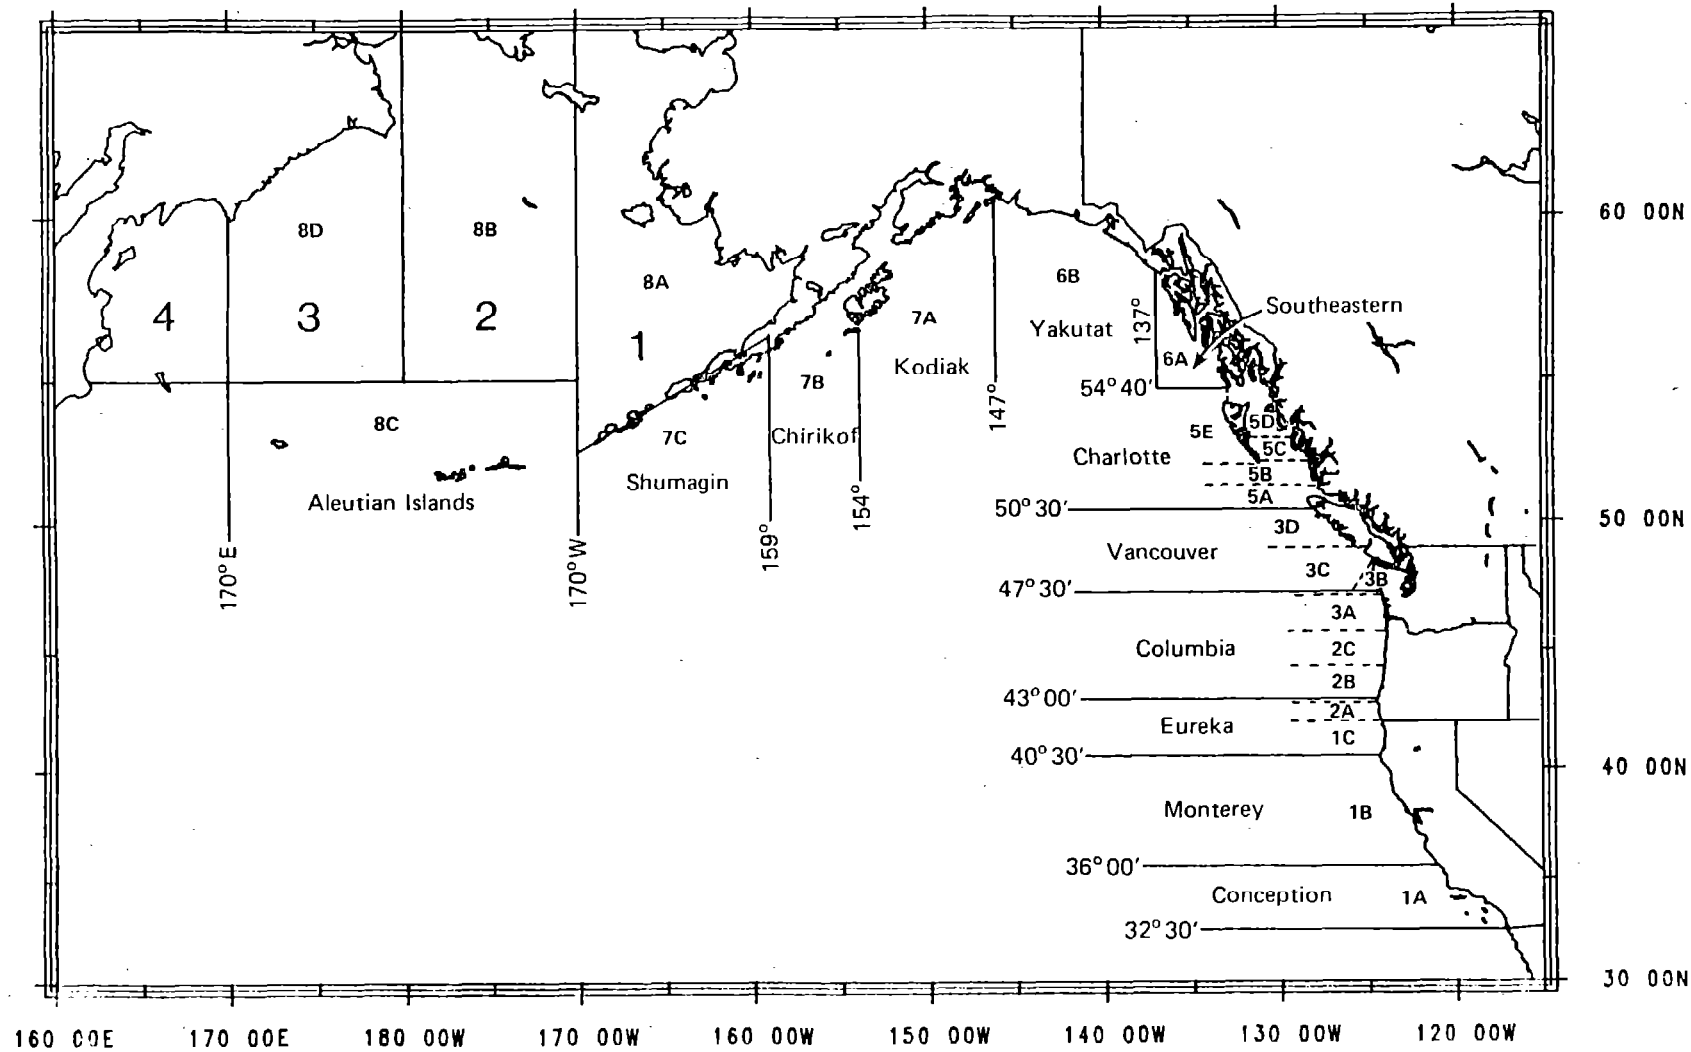 60 00N
8D
8B
6B
8A
Southeastern
4
3
2
1
7A
Yakutat
137°
6A
Kodiak
7B
54°40'
147°
8C
7C
Chirikof
5E
5D
5C
Charlotte
5B
Shumagin
5A
Aleutian Islands
154°
50°30'
50 00N
3D
159°
Vancouver
170°E
170°W
3C
3B
47°30'
3A
Columbia
2C
2B
43°00'
2A
Eureka
1C
40°30'
40 00N
Monterey
1B
36°00'
Conception
1A
32°30'
30 00N
160 00E 170 00E 180 00W 170 00W 160 00W 150 00W 140 00W 130 00W 120 00W